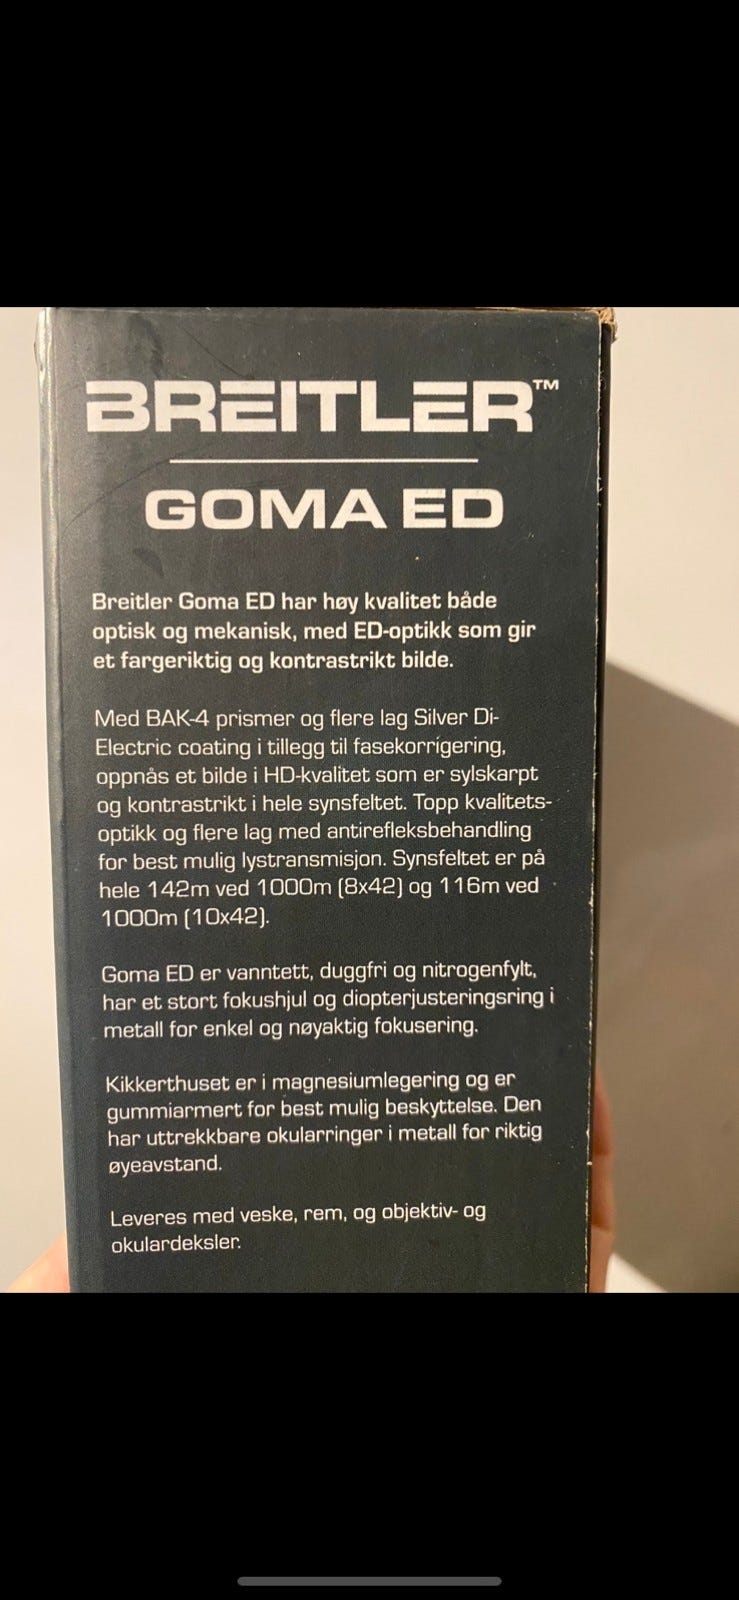 BREITLER™
GOMA ED
Breitler Goma ED har høy kvalitet både
optisk og mekanisk, med ED-optikk som gir
et fargeriktig og kontrastrikt bilde.
Med BAK-4 prismer og flere lag Silver Di-
Electric coating i tillegg til fasekorrigering,
oppnås et bilde i HD-kvalitet som er sylskarpt
og kontrastrikt i hele synsfeltet. Topp kvalitets-
optikk og flere lag med antirefleksbehandling
for best mulig lystransmisjon. Synsfeltet er på
hele 142m ved 1000m (8x42) og 116m ved
1000m (10x42).
Goma ED er vanntett, duggfri og nitrogenfylt,
har et stort fokushjul og diopterjusteringsring i
metall for enkel og nøyaktig fokusering.
Kikkerthuset er i magnesiumlegering og er
gummiarmert for best mulig beskyttelse. Den
har uttrekkbare okularringer i metall for riktig
øyeavstand.
Leveres med veske, rem, og objektiv- og
okulardeksler.